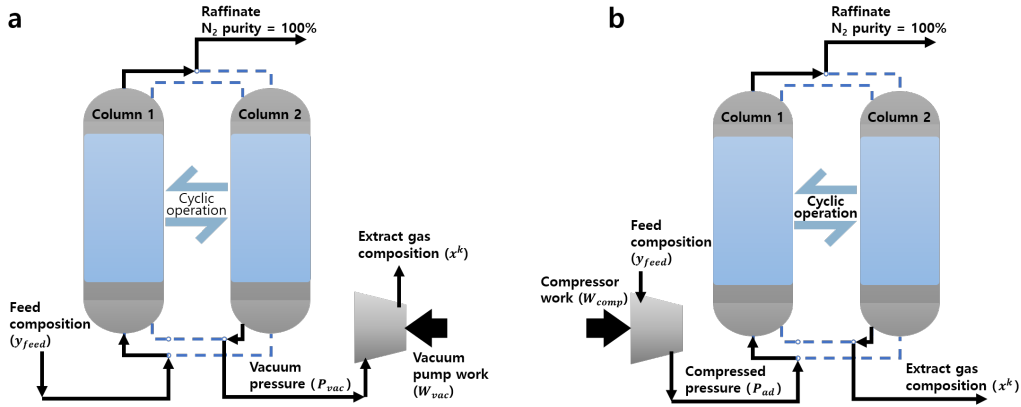 a
Raffinate
N₂ purity = 100%
Column 1
Column 2
Cyclic
operation
Extract gas
composition (xᵏ)
Feed
composition
(y_feed)
Vacuum
pressure (P_vac)
Vacuum
pump work
(W_vac)
b
Raffinate
N₂ purity = 100%
Column 1
Column 2
Cyclic
operation
Feed
composition
(y_feed)
Compressor
work (W_comp)
Compressed
pressure (P_ad)
Extract gas
composition (xᵏ)